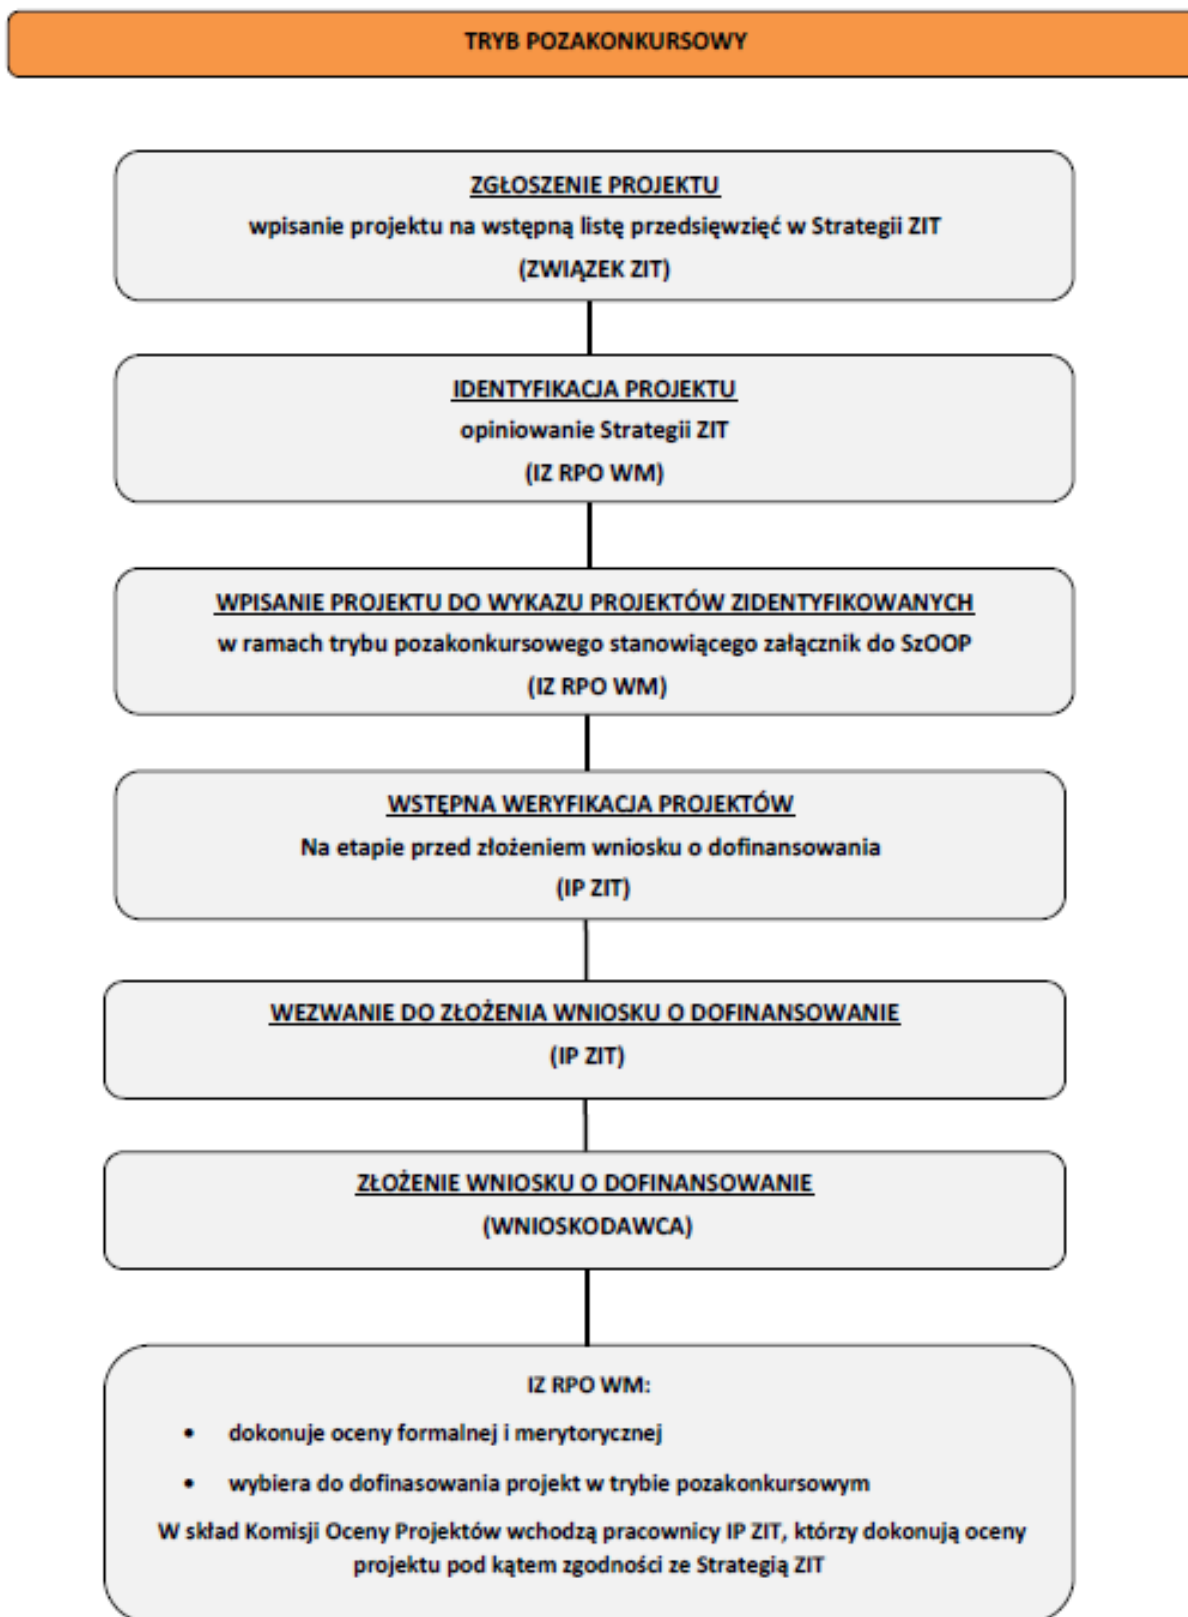 TRYB POZAKONKURSOWY
ZGŁOSZENIE PROJEKTU
wpisanie projektu na wstępną listę przedsięwzięć w Strategii ZIT
(ZWIĄZEK ZIT)
IDENTYFIKACJA PROJEKTU
opiniowanie Strategii ZIT
(IZ RPO WM)
WPISANIE PROJEKTU DO WYKAZU PROJEKTÓW ZIDENTYFIKOWANYCH
w ramach trybu pozakonkursowego stanowiącego załącznik do SzOOP
(IZ RPO WM)
WSTĘPNA WERYFIKACJA PROJEKTÓW
Na etapie przed złożeniem wniosku o dofinansowania
(IP ZIT)
WEZWANIE DO ZŁOŻENIA WNIOSKU O DOFINANSOWANIE
(IP ZIT)
ZŁOŻENIE WNIOSKU O DOFINANSOWANIE
(WNIOSKODAWCA)
IZ RPO WM:
• dokonuje oceny formalnej i merytorycznej
• wybiera do dofinasowania projekt w trybie pozakonkursowym
W skład Komisji Oceny Projektów wchodzą pracownicy IP ZIT, którzy dokonują oceny
projektu pod kątem zgodności ze Strategią ZIT